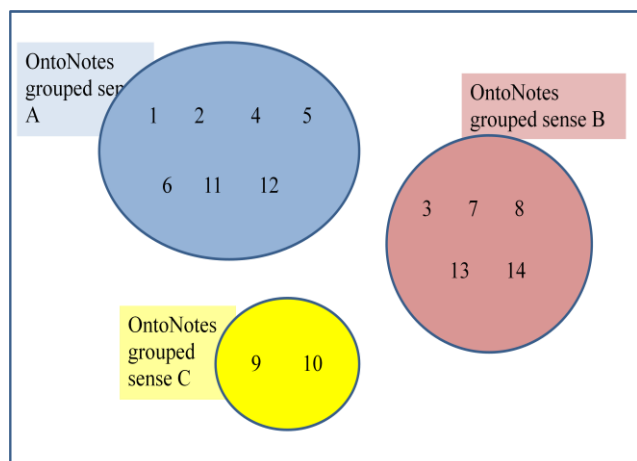 OntoNotes
grouped sen
A
1 2 4 5
6 11 12
OntoNotes
grouped sense B
3 7 8
13 14
OntoNotes
grouped
sense C
9 10